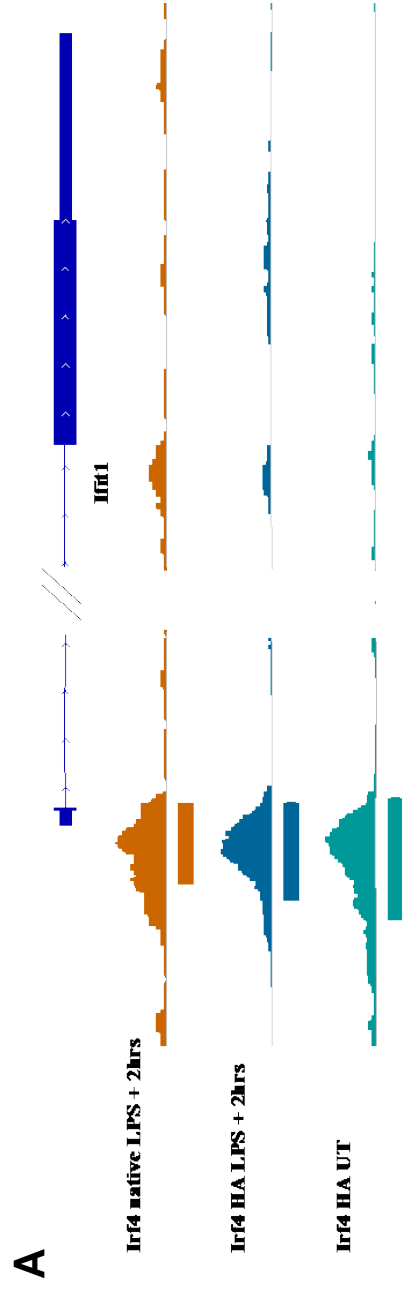 A
Ifit1
Irf4 native LPS + 2hrs
Irf4 HA LPS + 2hrs
Irf4 HA UT